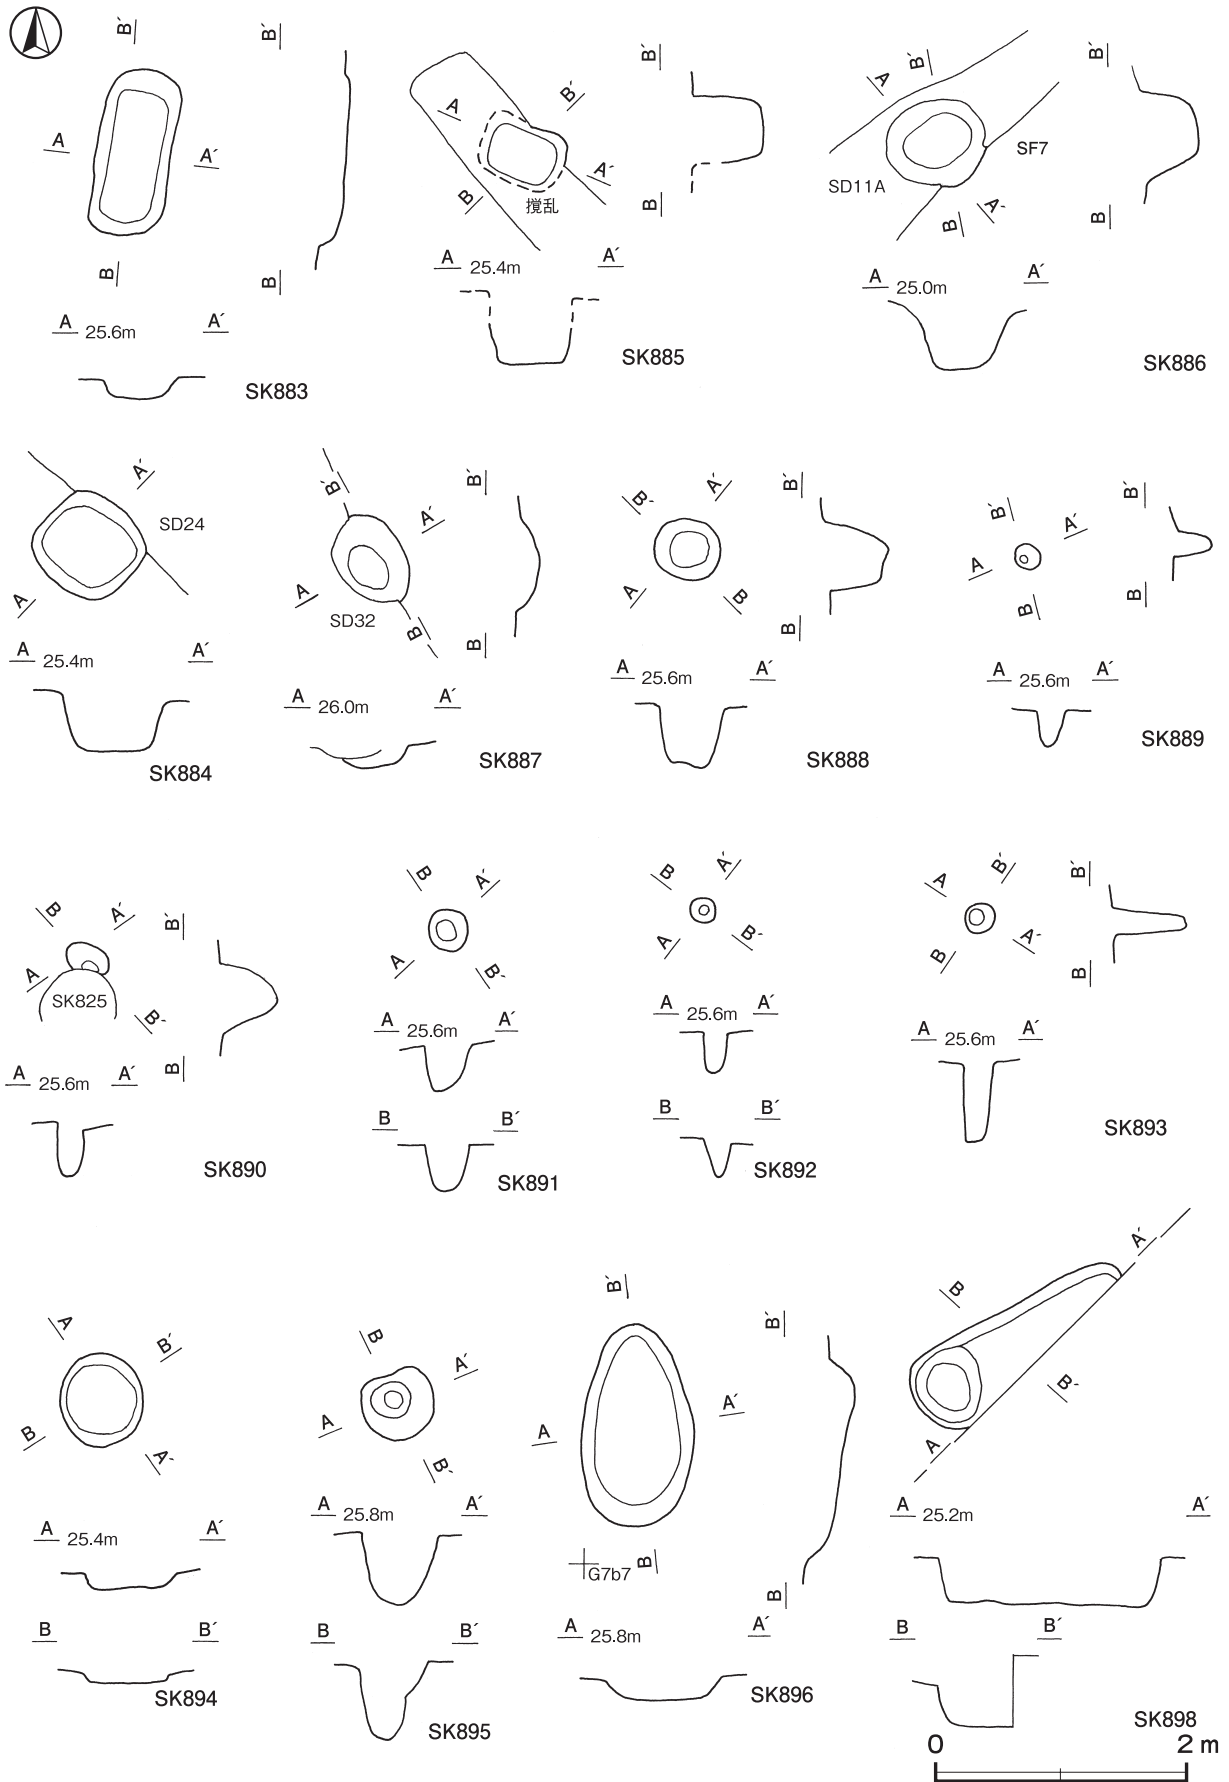 B´
B´
A
A´
B
B
A 25.6m A´
SK883
B´
A
B´
A´
B
攪乱
B
A 25.4m A´
SK885
A
B´
B´
SF7
SD11A
B
A´
B
A 25.0m A´
SK886
A´
SD24
A
A 25.4m A´
SK884
B´
B´
A´
A
SD32
B
B
A 26.0m A´
SK887
B´
A´
B´
A
B
B
A 25.6m A´
SK888
B´
B´
A´
A
B
B
A 25.6m A´
SK889
B
A´
B´
A
SK825
B´
B
A 25.6m A´
SK890
B
A´
A
B´
A 25.6m A´
B B´
SK891
B
A´
A
B´
A 25.6m A´
B B´
SK892
A
B´
B´
B
A´
B
A 25.6m A´
SK893
A
B´
B
A´
A 25.4m A´
B B´
SK894
B
A´
A
B´
A 25.8m A´
B B´
SK895
B´
B´
A
A´
G7b7
B
B
A 25.8m A´
SK896
A´
B
B´
A
A 25.2m A´
B B´
SK898
0 2 m